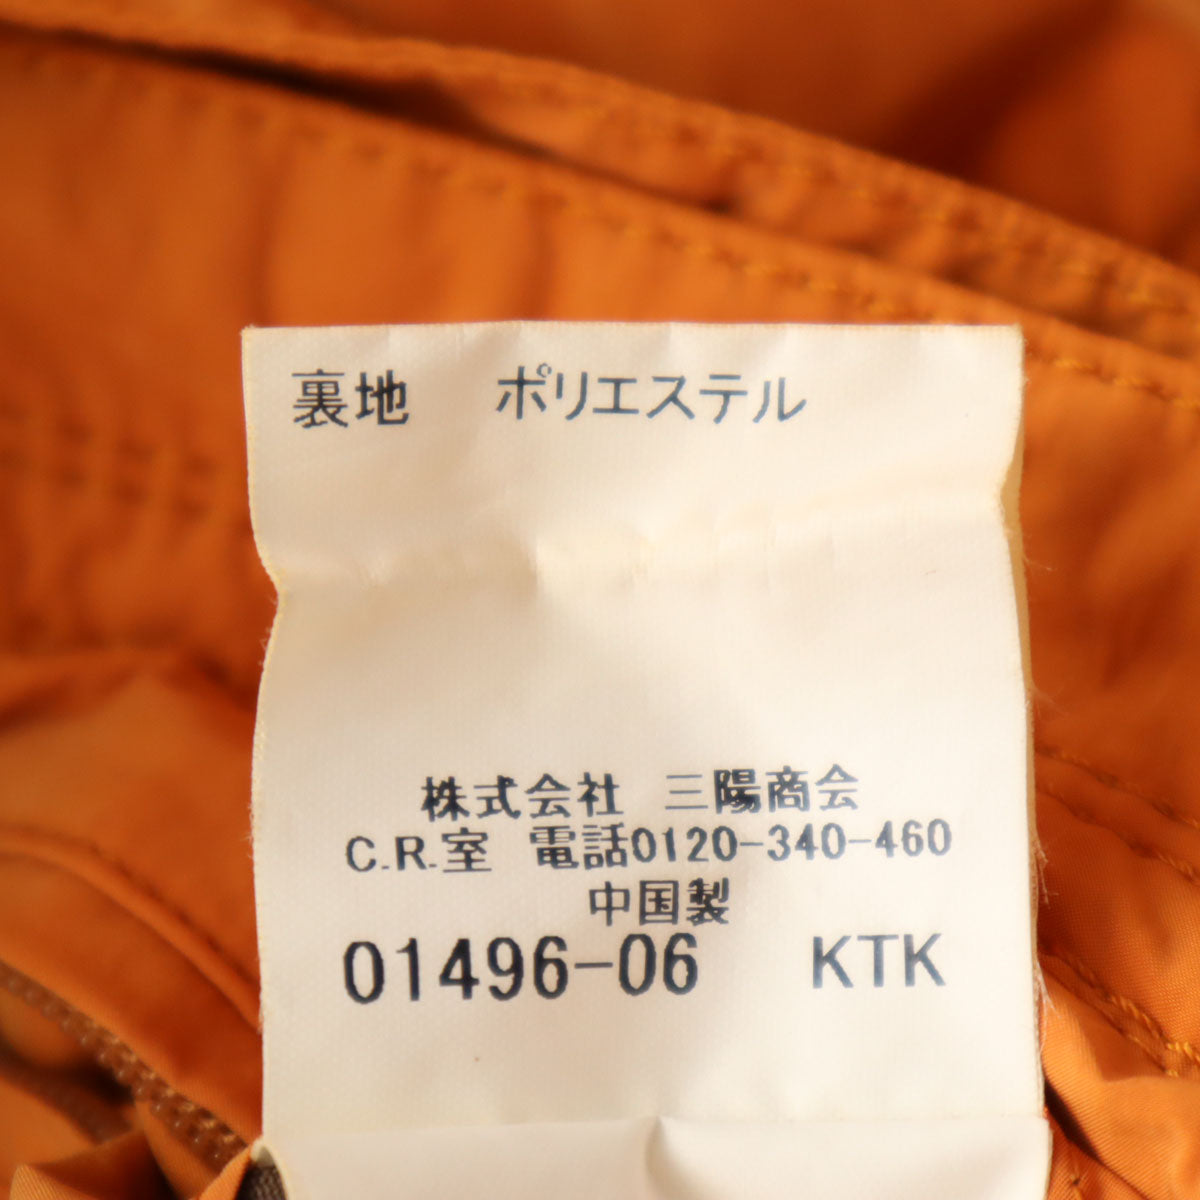 裏地　ポリエステル
株式会社　三陽商会
C.R.室　電話0120-340-460
中国製
01496-06　KTK